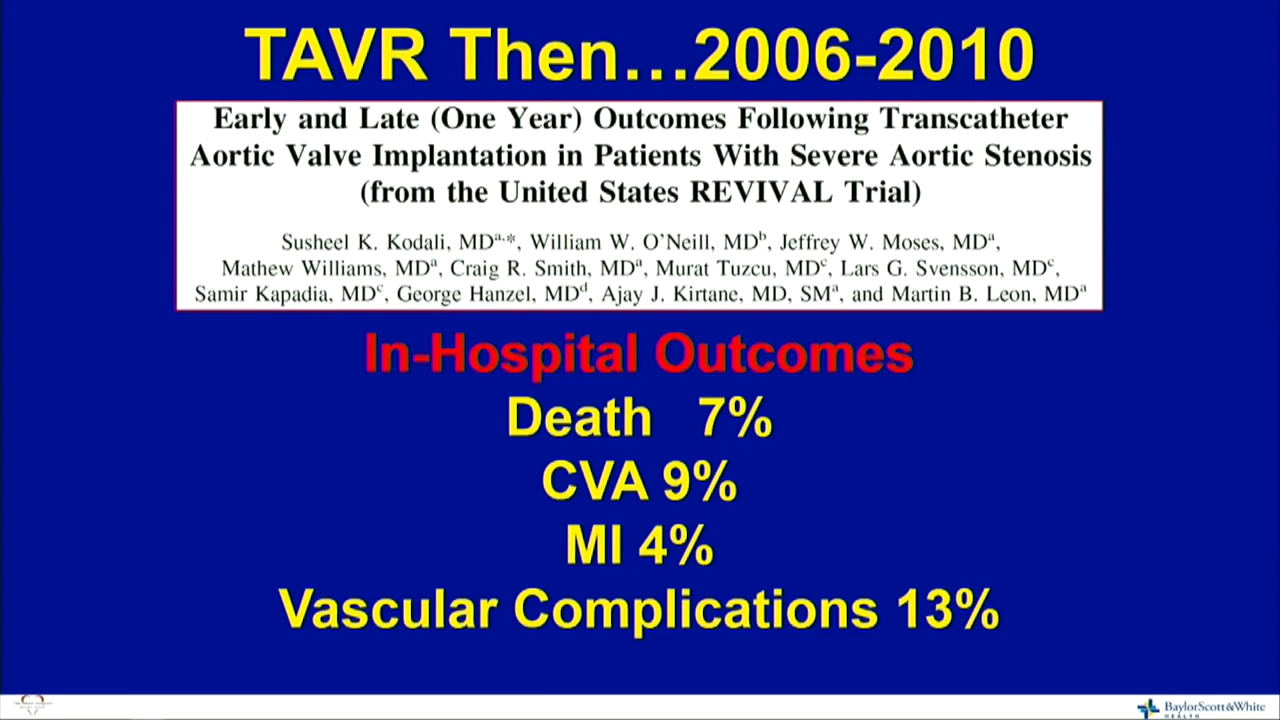 TAVR Then…2006-2010
Early and Late (One Year) Outcomes Following Transcatheter
Aortic Valve Implantation in Patients With Severe Aortic Stenosis
(from the United States REVIVAL Trial)
Susheel K. Kodali, MDᵃ,*, William W. O'Neill, MDᵇ, Jeffrey W. Moses, MDᵃ,
Mathew Williams, MDᵃ, Craig R. Smith, MDᵃ, Murat Tuzcu, MDᶜ, Lars G. Svensson, MDᶜ,
Samir Kapadia, MDᶜ, George Hanzel, MDᵈ, Ajay J. Kirtane, MD, SMᵃ, and Martin B. Leon, MDᵃ
In-Hospital Outcomes
Death 7%
CVA 9%
MI 4%
Vascular Complications 13%
BaylorScott&White
HEALTH